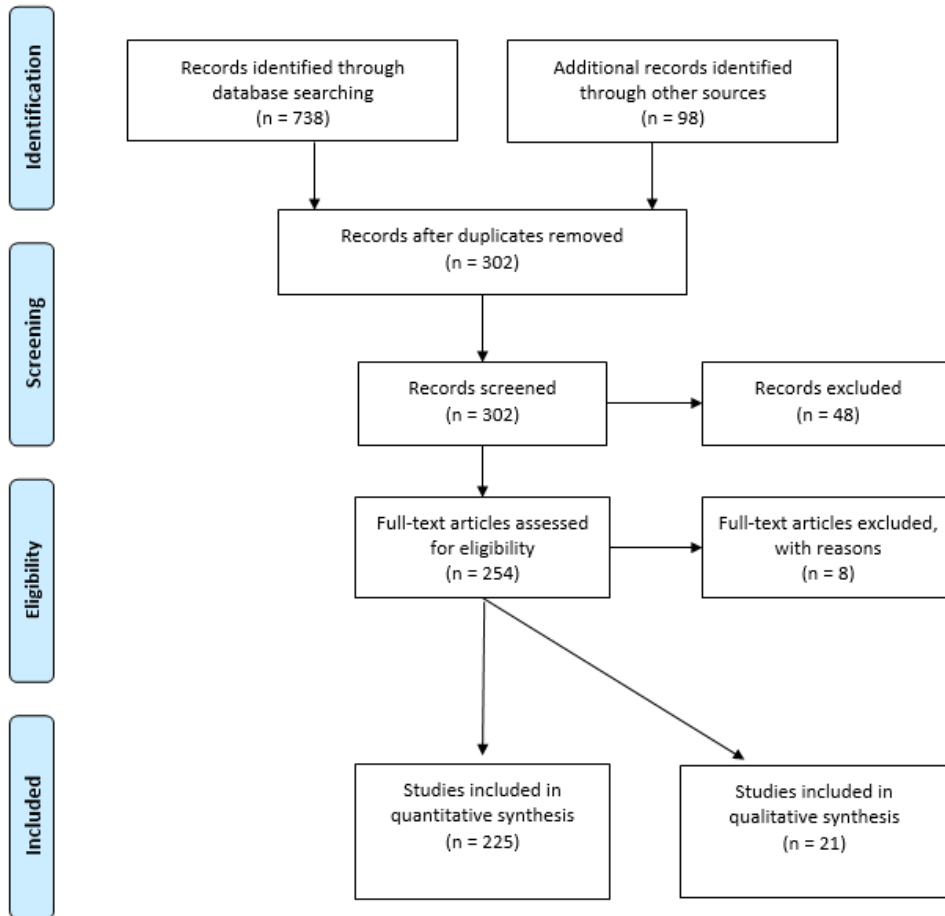 Identification
Records identified through
database searching
(n = 738)
Additional records identified
through other sources
(n = 98)
Records after duplicates removed
(n = 302)
Screening
Records screened
(n = 302)
Records excluded
(n = 48)
Eligibility
Full-text articles assessed
for eligibility
(n = 254)
Full-text articles excluded,
with reasons
(n = 8)
Included
Studies included in
quantitative synthesis
(n = 225)
Studies included in
qualitative synthesis
(n = 21)